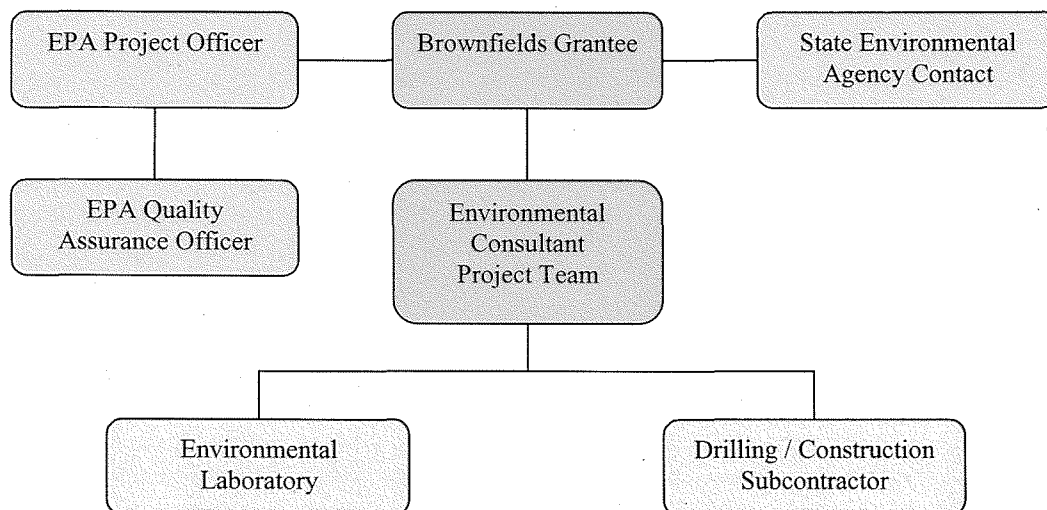 EPA Project Officer
Brownfields Grantee
State Environmental
Agency Contact
EPA Quality
Assurance Officer
Environmental
Consultant
Project Team
Environmental
Laboratory
Drilling / Construction
Subcontractor